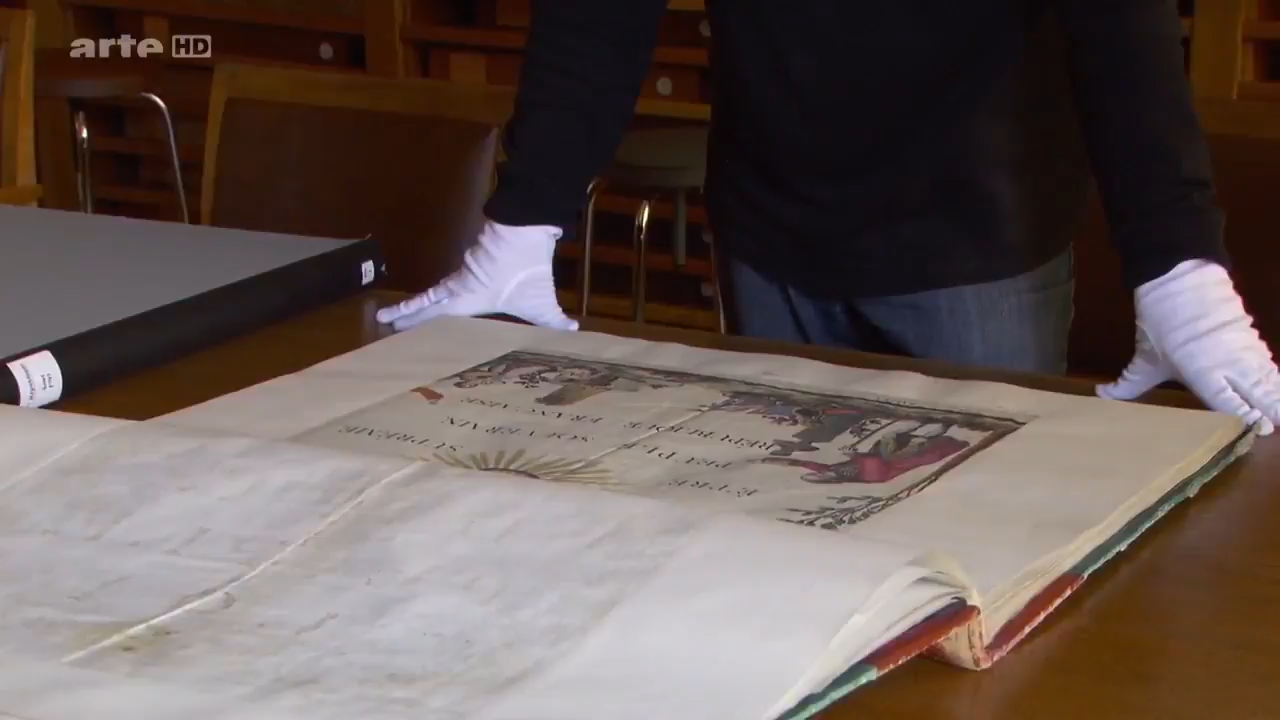 arte HD
ÊTRE SUPRÊME
PEUPLE SOUVERAIN
RÉPUBLIQUE FRANÇAISE